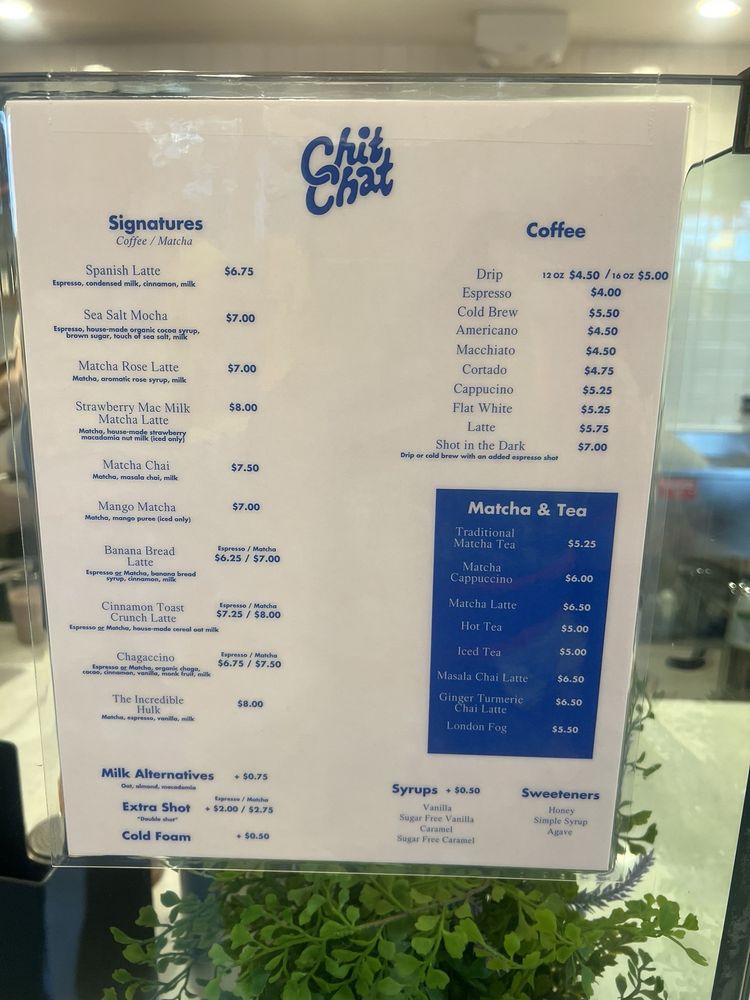 Chit
Chat
Signatures
Coffee / Matcha
Spanish Latte $6.75
Espresso, condensed milk, cinnamon, milk
Sea Salt Mocha $7.00
Espresso, house-made organic cocoa syrup,
brown sugar, touch of sea salt, milk
Matcha Rose Latte $7.00
Matcha, aromatic rose syrup, milk
Strawberry Mac Milk $8.00
Matcha Latte
Matcha, house-made strawberry
macadamia nut milk (iced only)
Matcha Chai $7.50
Matcha, masala chai, milk
Mango Matcha $7.00
Matcha, mango puree (iced only)
Espresso / Matcha
Banana Bread $6.25 / $7.00
Latte
Espresso or Matcha, banana bread
syrup, cinnamon, milk
Espresso / Matcha
Cinnamon Toast $7.25 / $8.00
Crunch Latte
Espresso or Matcha, house-made cereal oat milk
Espresso / Matcha
Chagaccino $6.75 / $7.50
Espresso or Matcha, organic chaga,
cacao, cinnamon, vanilla, monk fruit, milk
The Incredible $8.00
Hulk
Matcha, espresso, vanilla, milk
Milk Alternatives + $0.75
Oat, almond, macadamia
Espresso / Matcha
Extra Shot + $2.00 / $2.75
"Double shot"
Cold Foam + $0.50
Coffee
Drip 12 oz $4.50 / 16 oz $5.00
Espresso $4.00
Cold Brew $5.50
Americano $4.50
Macchiato $4.50
Cortado $4.75
Cappucino $5.25
Flat White $5.25
Latte $5.75
Shot in the Dark $7.00
Drip or cold brew with an added espresso shot
Matcha & Tea
Traditional
Matcha Tea $5.25
Matcha
Cappuccino $6.00
Matcha Latte $6.50
Hot Tea $5.00
Iced Tea $5.00
Masala Chai Latte $6.50
Ginger Turmeric $6.50
Chai Latte
London Fog $5.50
Syrups + $0.50
Vanilla
Sugar Free Vanilla
Caramel
Sugar Free Caramel
Sweeteners
Honey
Simple Syrup
Agave